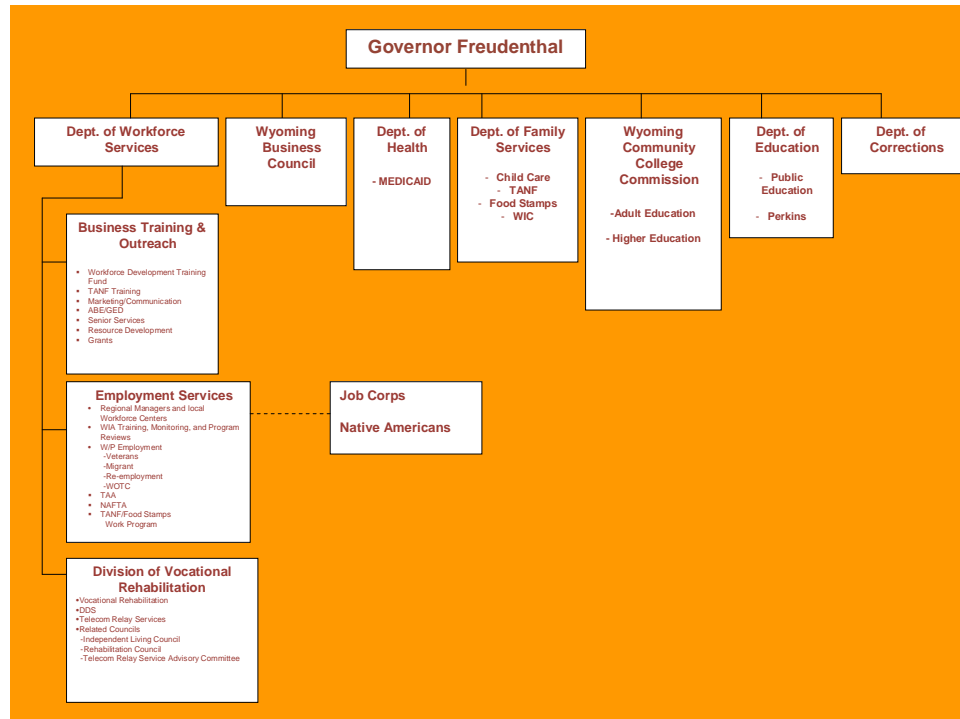 Governor Freudenthal
Dept. of Workforce
Services
Wyoming
Business
Council
Dept. of
Health
- MEDICAID
Dept. of Family
Services
- Child Care
- TANF
- Food Stamps
- WIC
Wyoming
Community
College
Commission
-Adult Education
- Higher Education
Dept. of
Education
- Public
Education
- Perkins
Dept. of
Corrections
Business Training &
Outreach
• Workforce Development Training
Fund
• TANF Training
• Marketing/Communication
• ABE/GED
• Senior Services
• Resource Development
• Grants
Employment Services
• Regional Managers and local
Workforce Centers
• WIA Training, Monitoring, and Program
Reviews
• W/P Employment
-Veterans
-Migrant
-Re-employment
-WOTC
• TAA
• NAFTA
• TANF/Food Stamps
Work Program
Job Corps
Native Americans
Division of Vocational
Rehabilitation
•Vocational Rehabilitation
•DDS
•Telecom Relay Services
•Related Councils
-Independent Living Council
-Rehabilitation Council
-Telecom Relay Service Advisory Committee